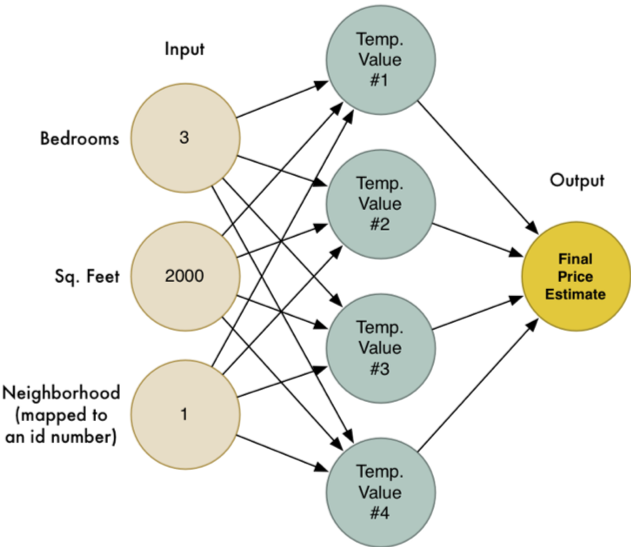 Input
Bedrooms
3
Sq. Feet
2000
Neighborhood
(mapped to
an id number)
1
Temp.
Value
#1
Temp.
Value
#2
Temp.
Value
#3
Temp.
Value
#4
Output
Final
Price
Estimate